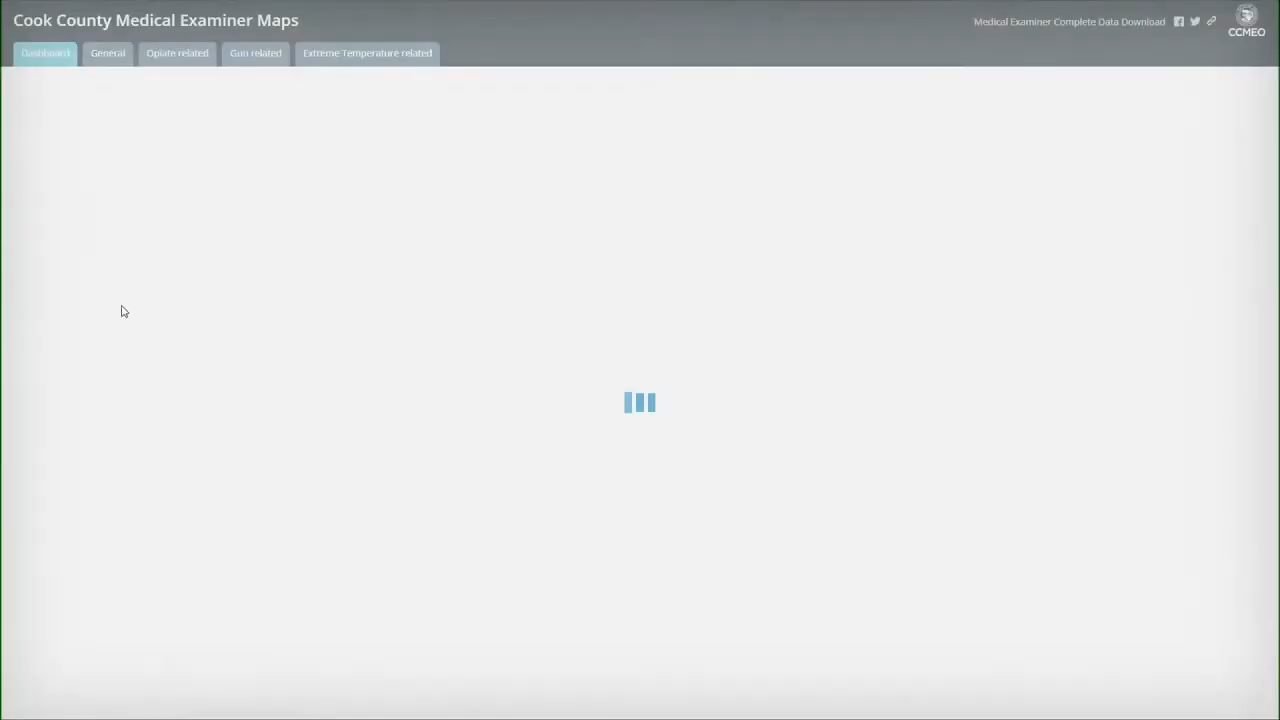 Cook County Medical Examiner Maps
Medical Examiner Complete Data Download
CCMEO
Dashboard
General
Opiate related
Gun related
Extreme Temperature related